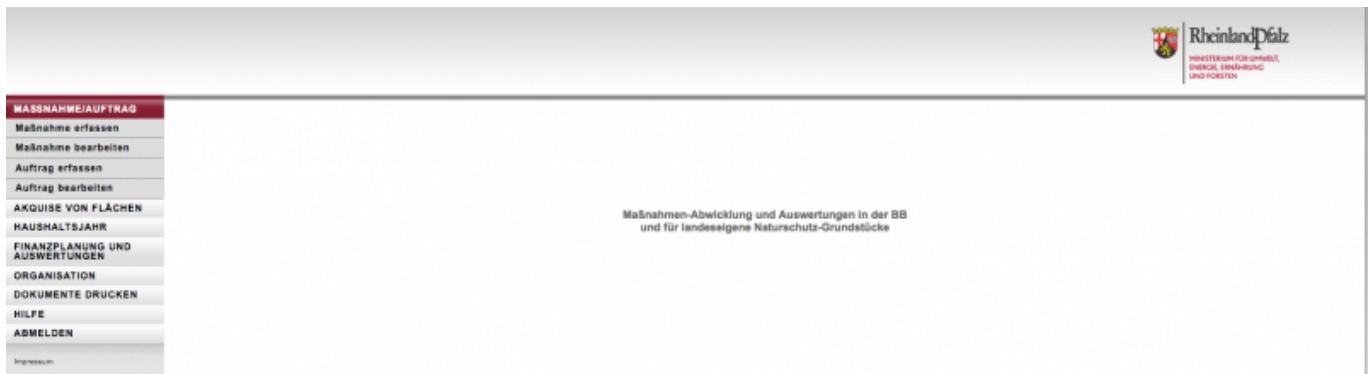 RheinlandPfalz
MINISTERIUM FÜR UMWELT,
ENERGIE, ERNÄHRUNG
UND FORSTEN
MASSNAHME/AUFTRAG
Maßnahme erfassen
Maßnahme bearbeiten
Auftrag erfassen
Auftrag bearbeiten
AKQUISE VON FLÄCHEN
HAUSHALTSJAHR
FINANZPLANUNG UND
AUSWERTUNGEN
ORGANISATION
DOKUMENTE DRUCKEN
HILFE
ABMELDEN
Impressum
Maßnahmen-Abwicklung und Auswertungen in der BB
und für landeseigene Naturschutz-Grundstücke